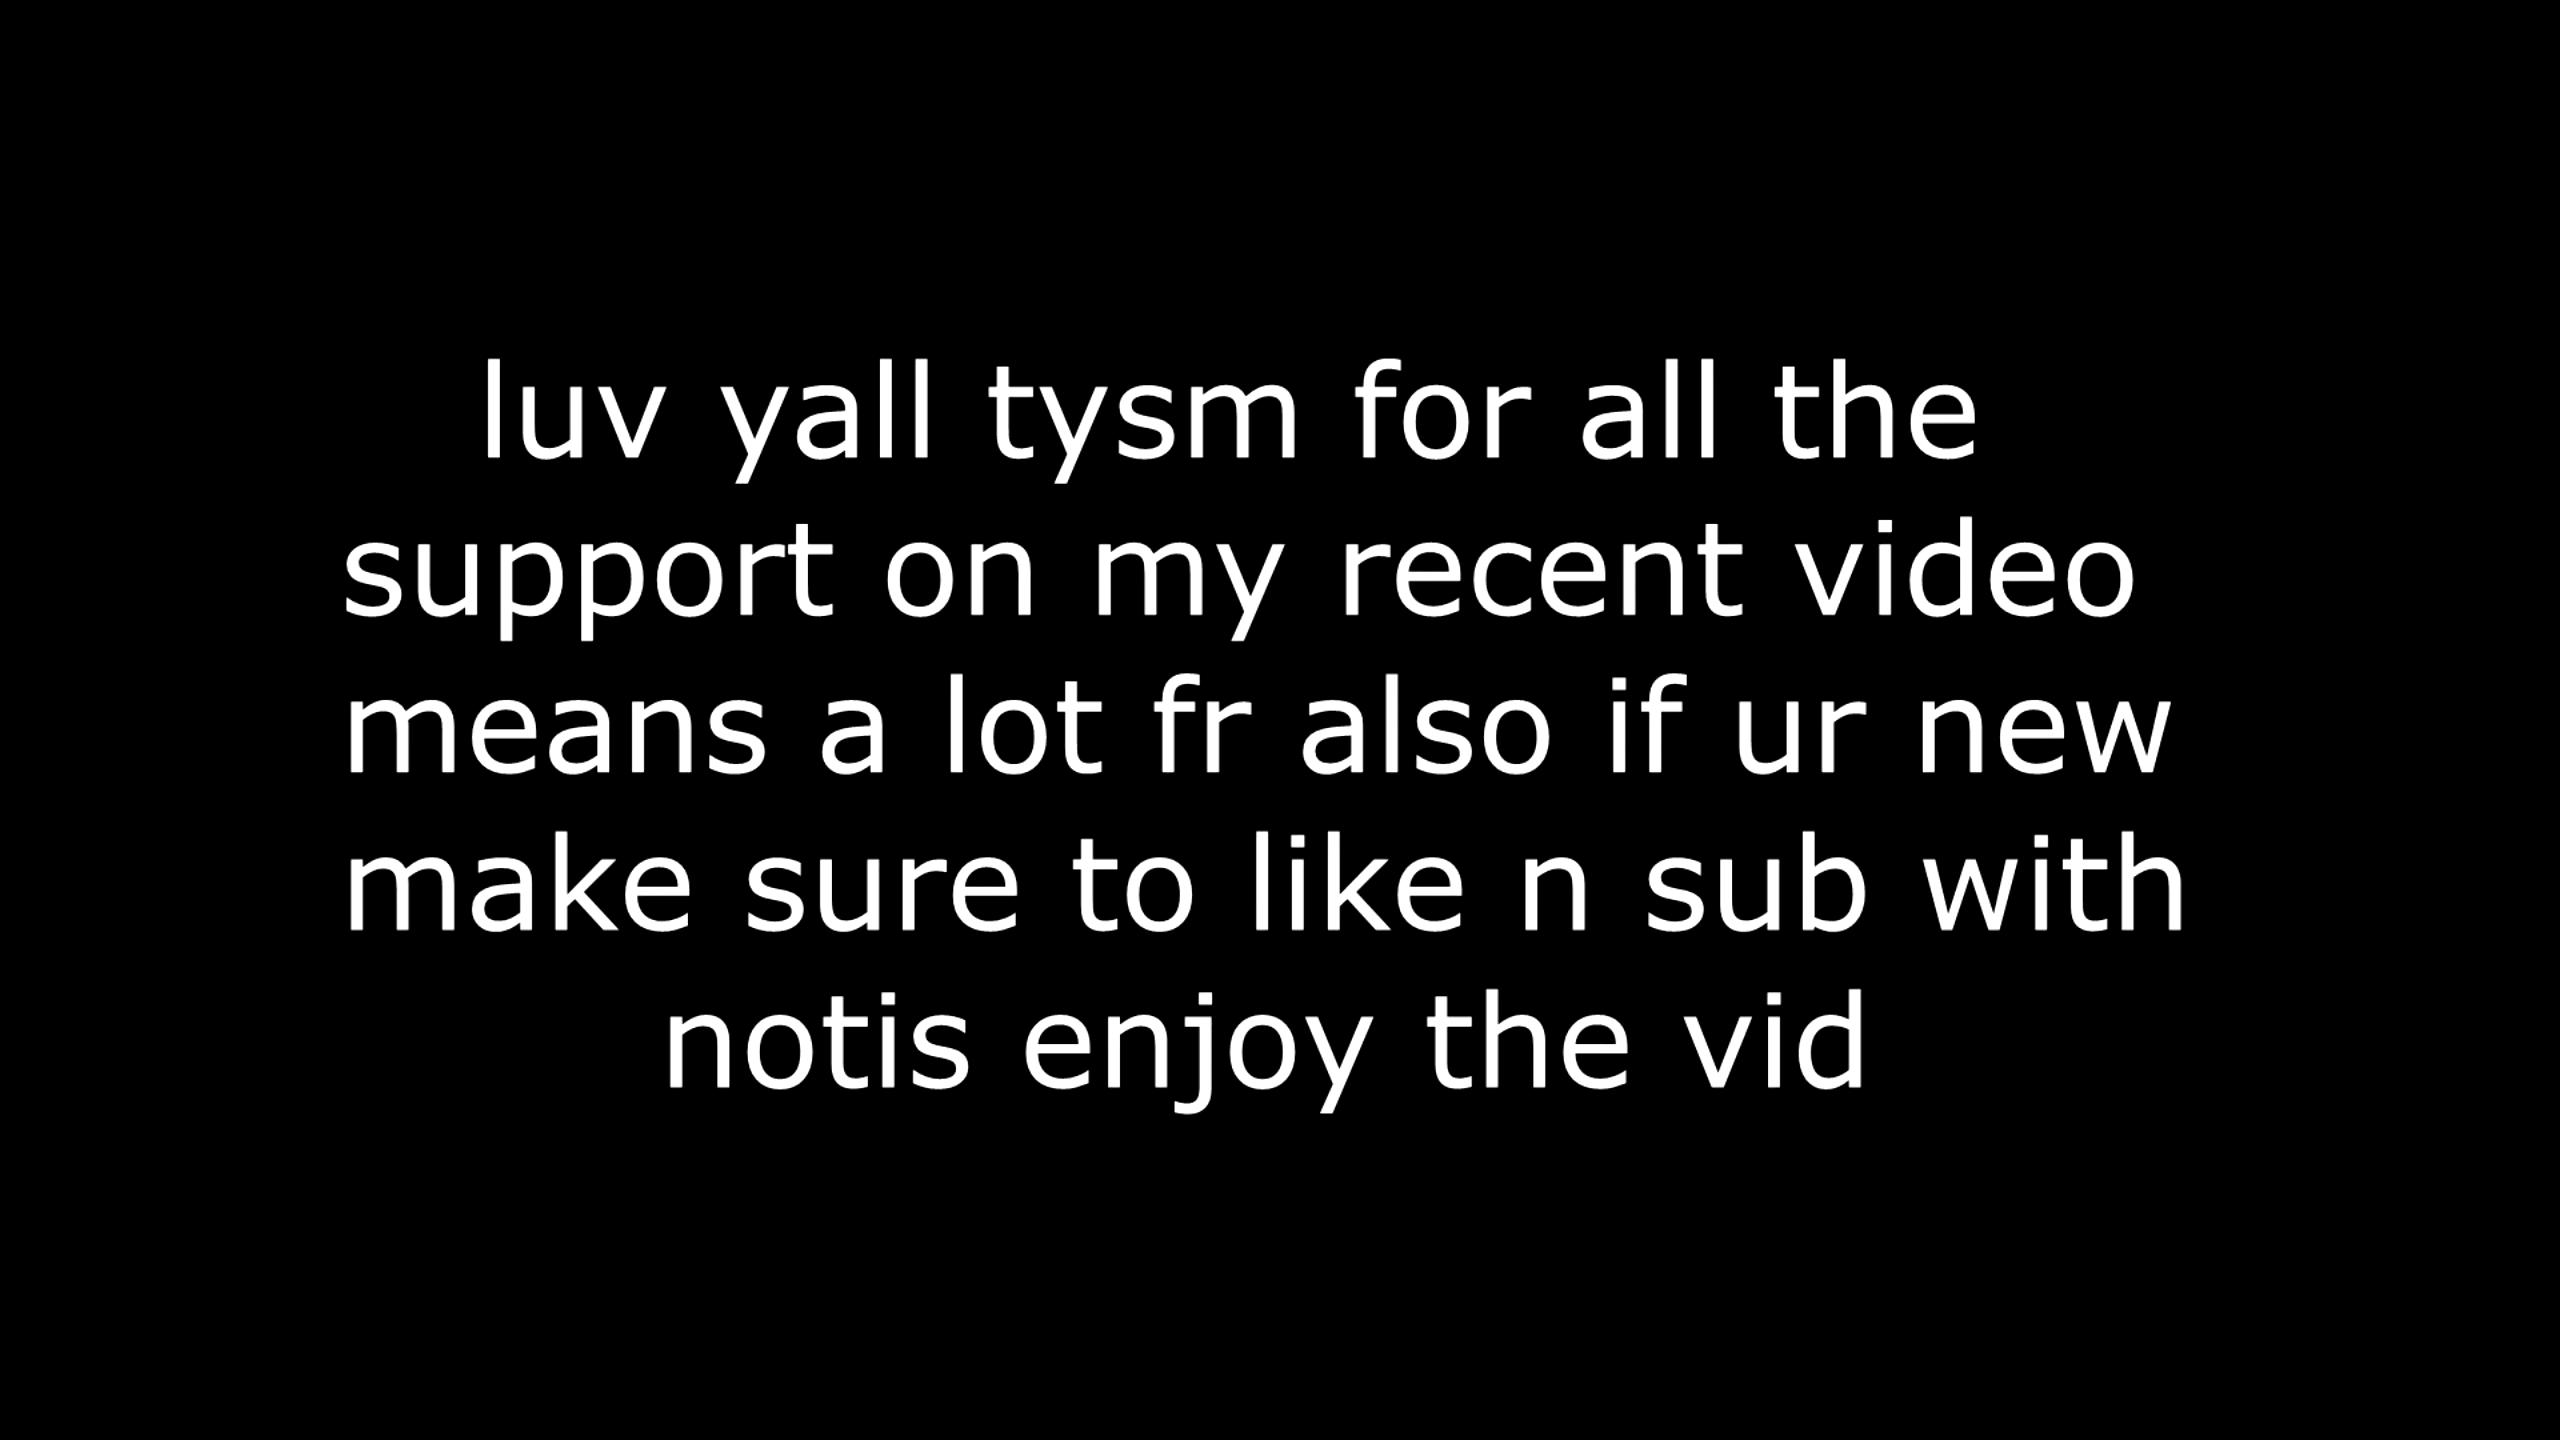 luv yall tysm for all the
support on my recent video
means a lot fr also if ur new
make sure to like n sub with
notis enjoy the vid